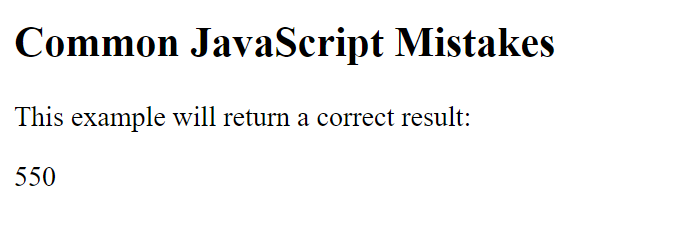 Common JavaScript Mistakes
This example will return a correct result:
550